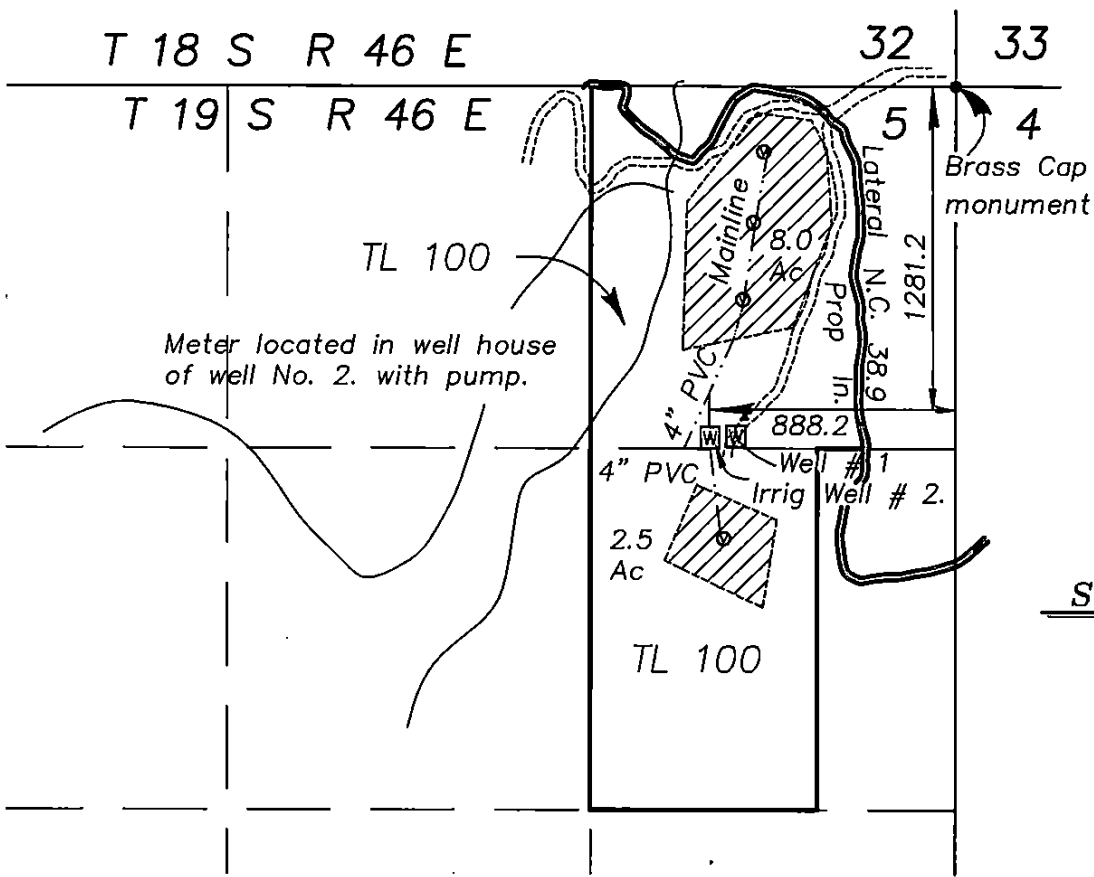 T 18 S R 46 E
32
33
T 19 S R 46 E
5
4
Brass Cap
monument
Lateral N.C. 38.9
Prop In.
1281.2
Mainline
8.0
Ac
TL 100
Meter located in well house
of well No. 2. with pump.
4" PVC
888.2
W
W
Well # 1
Irrig Well # 2.
4" PVC
2.5
Ac
S
TL 100